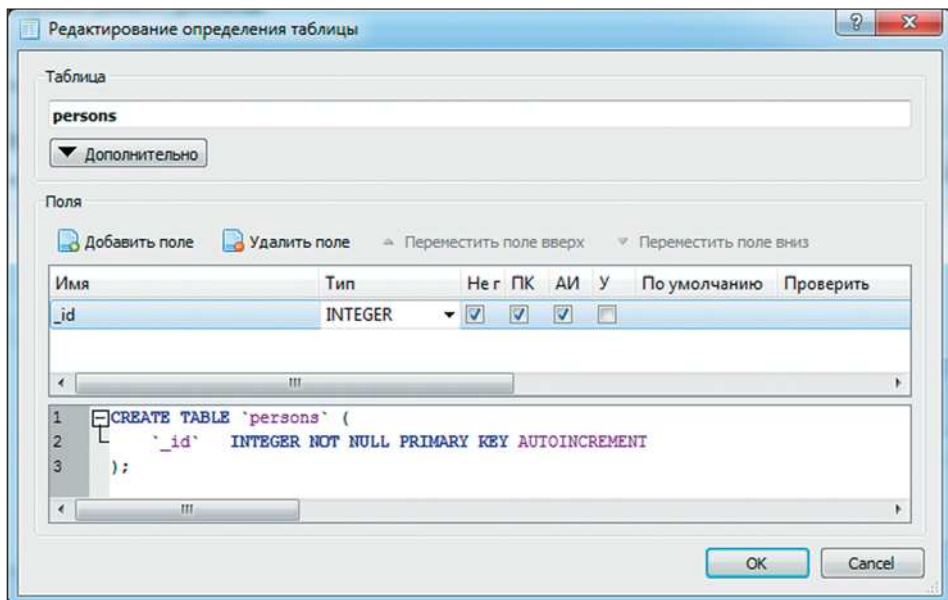 Редактирование определения таблицы
Таблица
persons
Дополнительно
Поля
Добавить поле Удалить поле Переместить поле вверх Переместить поле вниз
Имя Тип Не г ПК АИ У По умолчанию Проверить
_id INTEGER
1 CREATE TABLE `persons` (
2 `_id` INTEGER NOT NULL PRIMARY KEY AUTOINCREMENT
3 );
OK Cancel